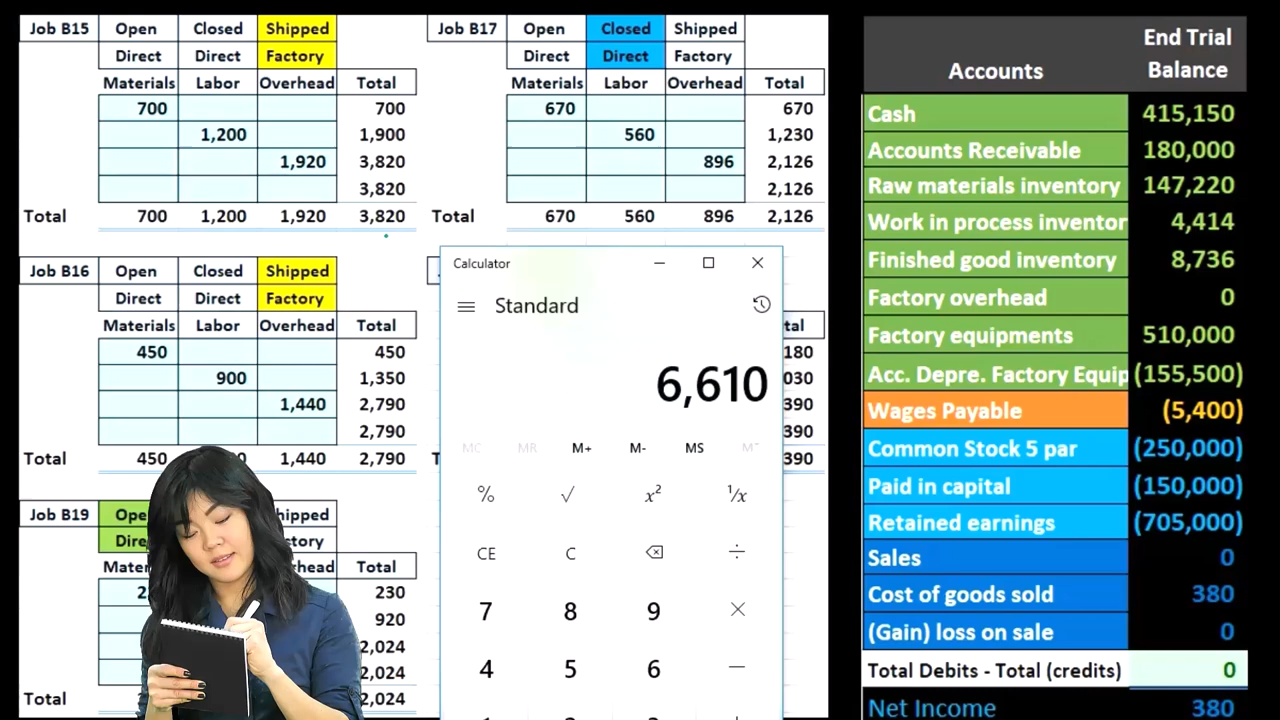 Job B15 Open Closed Shipped
Direct Direct Factory
Materials Labor Overhead Total
700 700
1,200 1,900
1,920 3,820
3,820
Total 700 1,200 1,920 3,820
Job B17 Open Closed Shipped
Direct Direct Factory
Materials Labor Overhead Total
670 670
560 1,230
896 2,126
2,126
Total 670 560 896 2,126
Job B16 Open Closed Shipped
Direct Direct Factory
Materials Labor Overhead Total
450 450
900 1,350
1,440 2,790
2,790
Total 450 1,440 2,790
Job B19
230
920
2,024
2,024
Total 2,024
Calculator
Standard
6,610
MC MR M+ M- MS
% √ x² ¹/x
CE C ÷
7 8 9 ×
4 5 6 −
Accounts End Trial Balance
Cash 415,150
Accounts Receivable 180,000
Raw materials inventory 147,220
Work in process inventor 4,414
Finished good inventory 8,736
Factory overhead 0
Factory equipments 510,000
Acc. Depre. Factory Equip (155,500)
Wages Payable (5,400)
Common Stock 5 par (250,000)
Paid in capital (150,000)
Retained earnings (705,000)
Sales 0
Cost of goods sold 380
(Gain) loss on sale 0
Total Debits - Total (credits) 0
Net Income 380